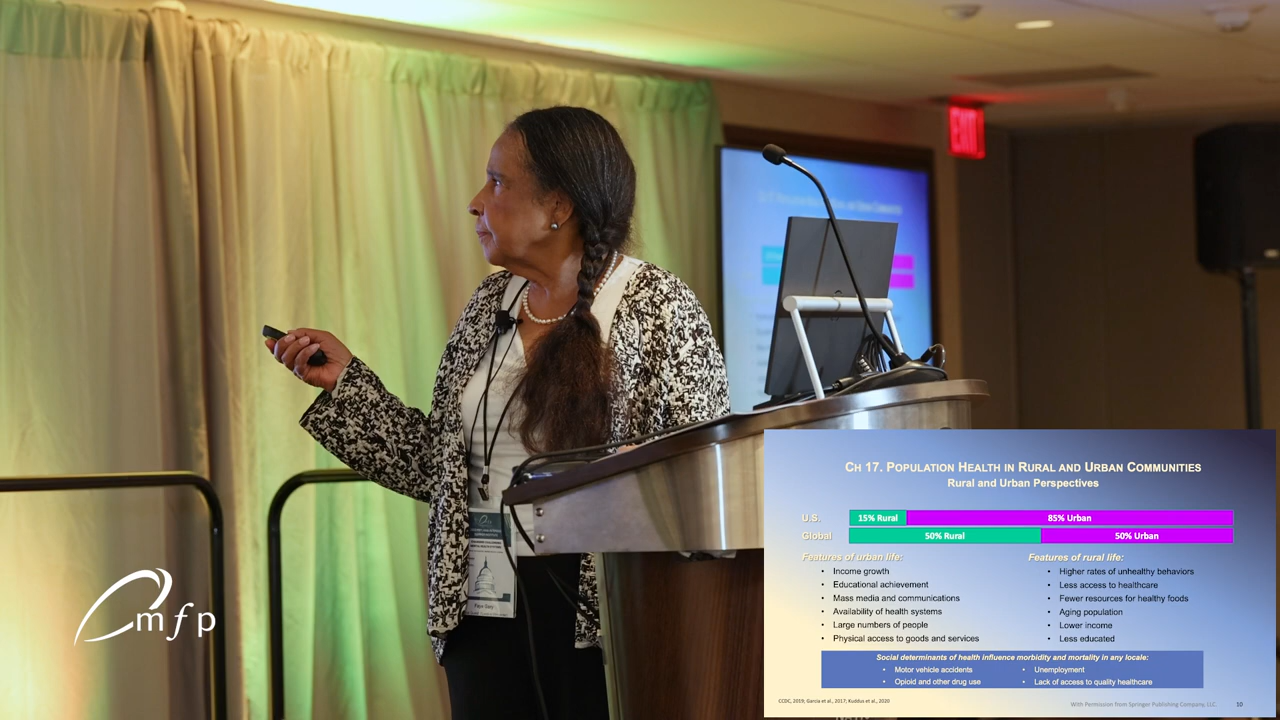 EXIT
mfp
Faye Gary
Ch 17. Population Health in Rural and Urban Communities
Rural and Urban Perspectives
U.S. 15% Rural 85% Urban
Global 50% Rural 50% Urban
Features of urban life:
• Income growth
• Educational achievement
• Mass media and communications
• Availability of health systems
• Large numbers of people
• Physical access to goods and services
Features of rural life:
• Higher rates of unhealthy behaviors
• Less access to healthcare
• Fewer resources for healthy foods
• Aging population
• Lower income
• Less educated
Social determinants of health influence morbidity and mortality in any locale:
• Motor vehicle accidents
• Opioid and other drug use
• Unemployment
• Lack of access to quality healthcare
CCDC, 2019; Garcia et al., 2017; Kuddus et al., 2020
With Permission from Springer Publishing Company, LLC. 10